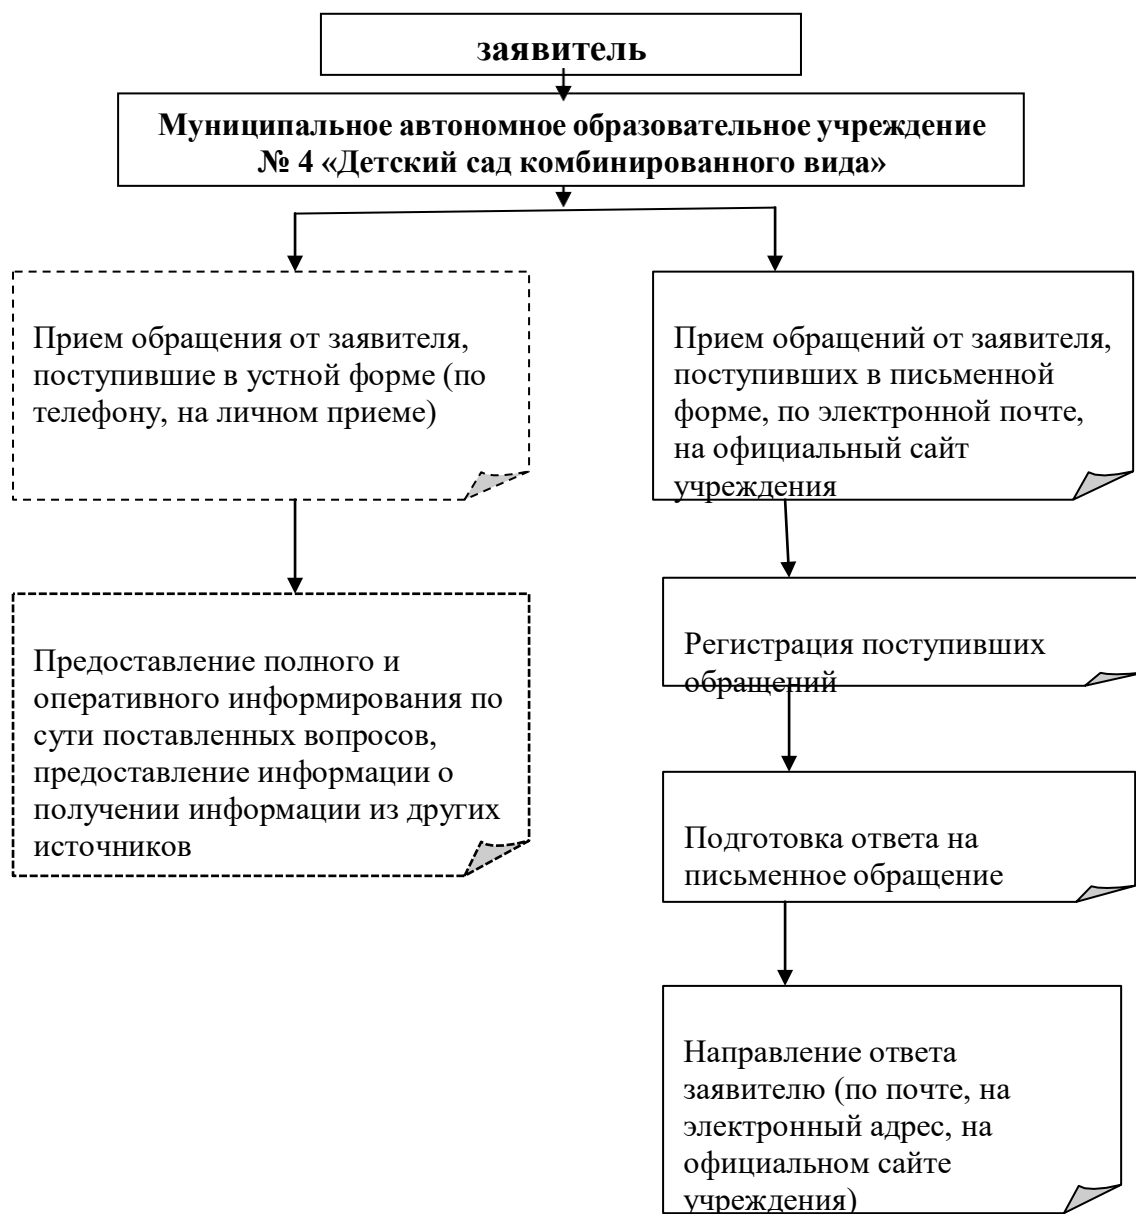 заявитель
Муниципальное автономное образовательное учреждение
№ 4 «Детский сад комбинированного вида»
Прием обращения от заявителя,
поступившие в устной форме (по
телефону, на личном приеме)
Прием обращений от заявителя,
поступивших в письменной
форме, по электронной почте,
на официальный сайт
учреждения
Предоставление полного и
оперативного информирования по
сути поставленных вопросов,
предоставление информации о
получении информации из других
источников
Регистрация поступивших
обращений
Подготовка ответа на
письменное обращение
Направление ответа
заявителю (по почте, на
электронный адрес, на
официальном сайте
учреждения)